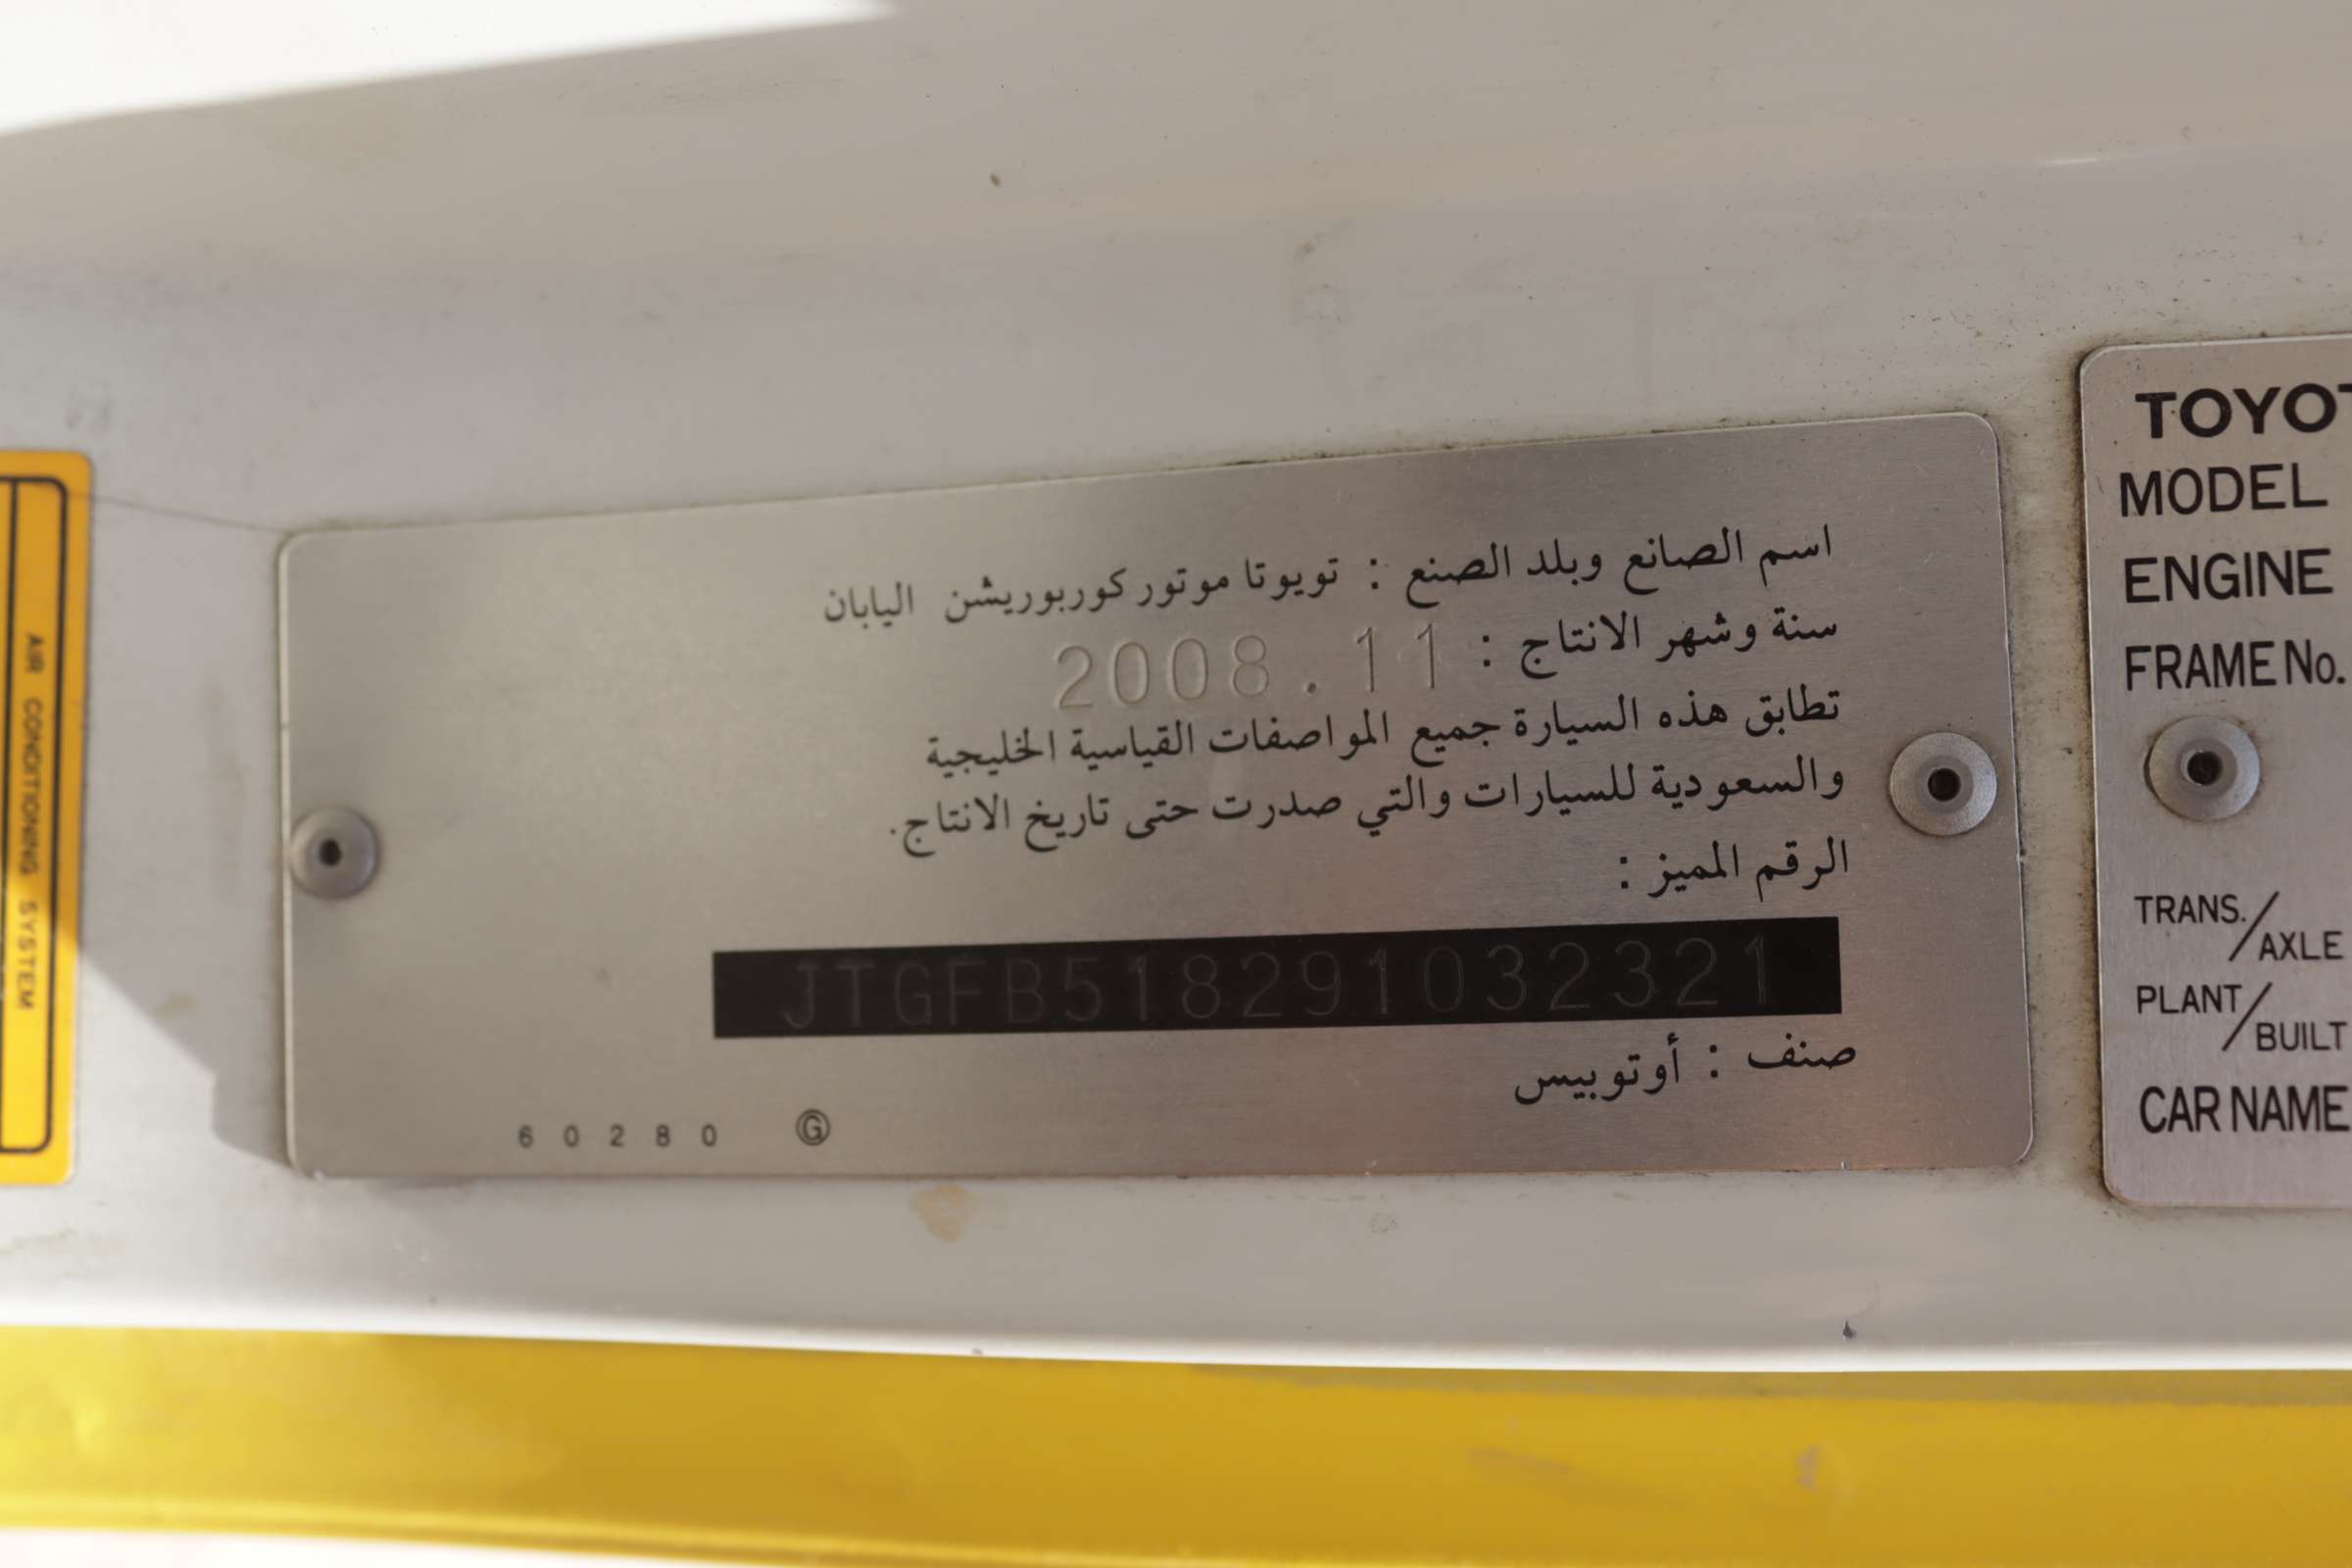 اسم الصانع وبلد الصنع : تويوتا موتور كوربوريشن اليابان
سنة وشهر الانتاج : 2008.11
تطابق هذه السيارة جميع المواصفات القياسية الخليجية
والسعودية للسيارات والتي صدرت حتى تاريخ الانتاج.
الرقم المميز :
JTGFB518291032321
صنف : أوتوبيس
60280 Ⓖ
TOYOT
MODEL
ENGINE
FRAME No.
TRANS./AXLE
PLANT/BUILT
CAR NAME
AIR CONDITIONING SYSTEM